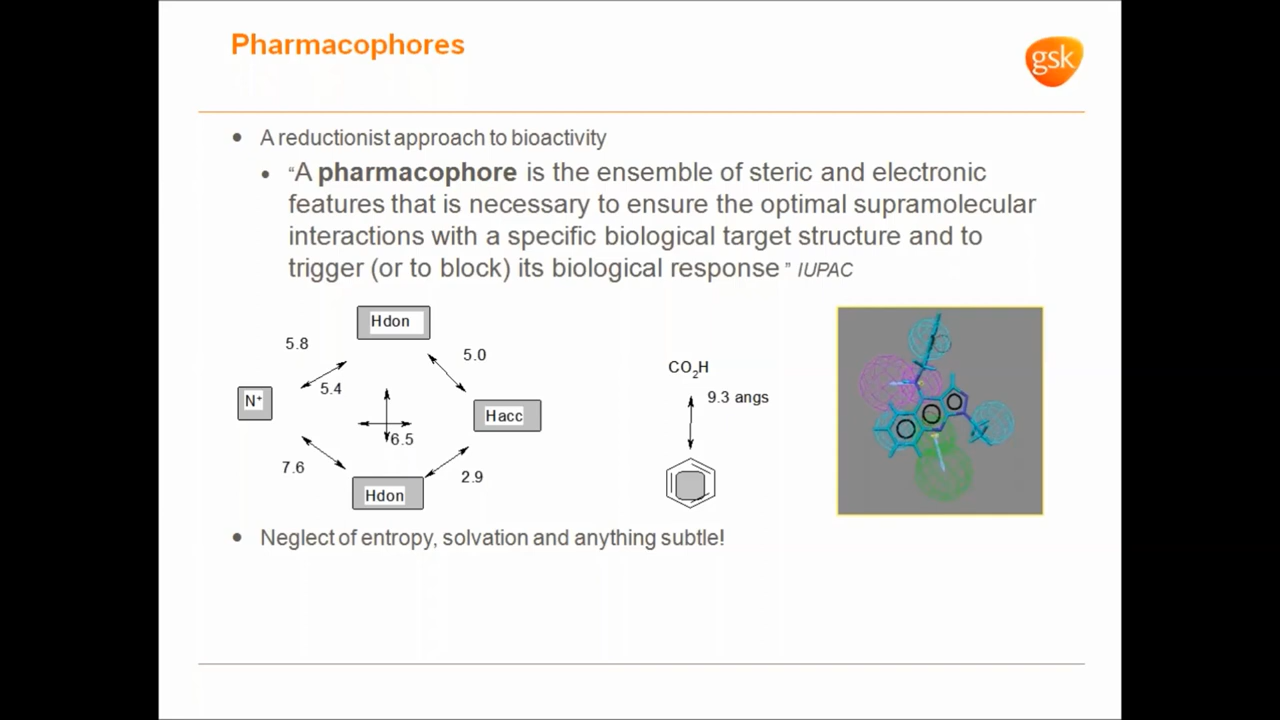 Pharmacophores
gsk
• A reductionist approach to bioactivity
• “A pharmacophore is the ensemble of steric and electronic
features that is necessary to ensure the optimal supramolecular
interactions with a specific biological target structure and to
trigger (or to block) its biological response ” IUPAC
Hdon
5.8
5.0
5.4
N⁺
Hacc
6.5
7.6
2.9
Hdon
CO₂H
9.3 angs
• Neglect of entropy, solvation and anything subtle!